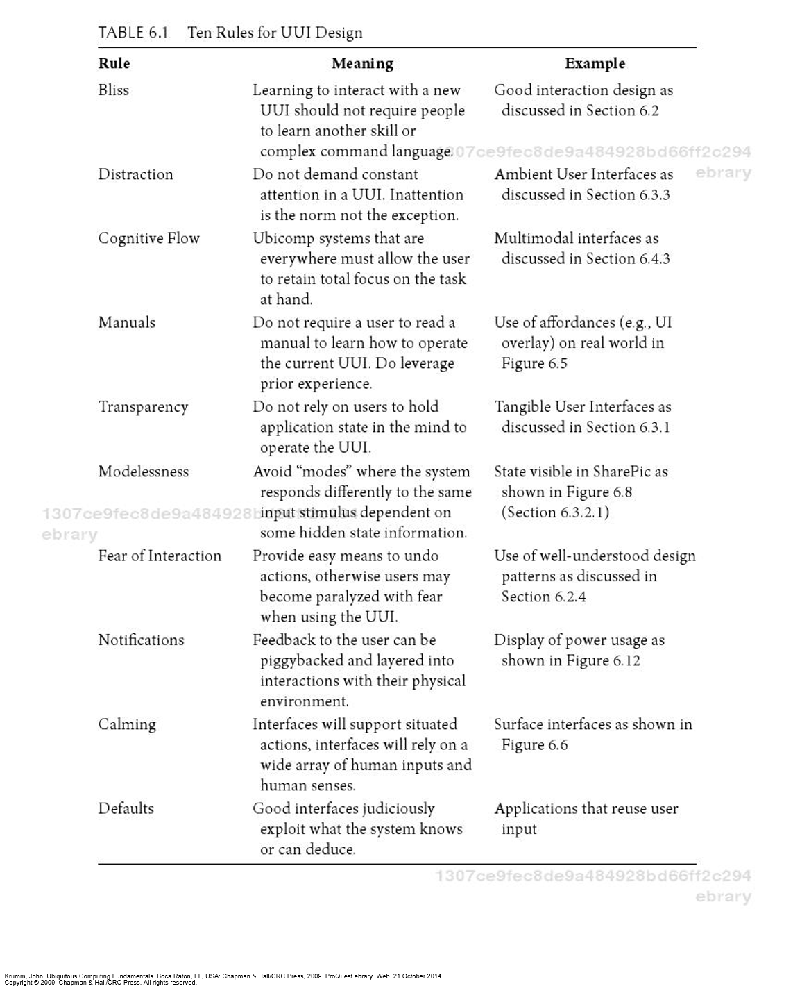 TABLE 6.1 Ten Rules for UUI Design
Rule Meaning Example
Bliss Learning to interact with a new Good interaction design as
UUI should not require people discussed in Section 6.2
to learn another skill or
complex command language. 1307ce9fec8de9a484928bd66ff2c294
ebrary
Distraction Do not demand constant Ambient User Interfaces as
attention in a UUI. Inattention discussed in Section 6.3.3
is the norm not the exception.
Cognitive Flow Ubicomp systems that are Multimodal interfaces as
everywhere must allow the user discussed in Section 6.4.3
to retain total focus on the task
at hand.
Manuals Do not require a user to read a Use of affordances (e.g., UI
manual to learn how to operate overlay) on real world in
the current UUI. Do leverage Figure 6.5
prior experience.
Transparency Do not rely on users to hold Tangible User Interfaces as
application state in the mind to discussed in Section 6.3.1
operate the UUI.
Modelessness Avoid “modes” where the system State visible in SharePic as
responds differently to the same shown in Figure 6.8
input stimulus dependent on (Section 6.3.2.1)
1307ce9fec8de9a484928bd66ff2c294
ebrary
some hidden state information.
Fear of Interaction Provide easy means to undo Use of well-understood design
actions, otherwise users may patterns as discussed in
become paralyzed with fear Section 6.2.4
when using the UUI.
Notifications Feedback to the user can be Display of power usage as
piggybacked and layered into shown in Figure 6.12
interactions with their physical
environment.
Calming Interfaces will support situated Surface interfaces as shown in
actions, interfaces will rely on a Figure 6.6
wide array of human inputs and
human senses.
Defaults Good interfaces judiciously Applications that reuse user
exploit what the system knows input
or can deduce.
1307ce9fec8de9a484928bd66ff2c294
ebrary
Krumm, John. Ubiquitous Computing Fundamentals. Boca Raton, FL, USA: Chapman & Hall/CRC Press, 2009. ProQuest ebrary. Web. 21 October 2014.
Copyright © 2009. Chapman & Hall/CRC Press. All rights reserved.